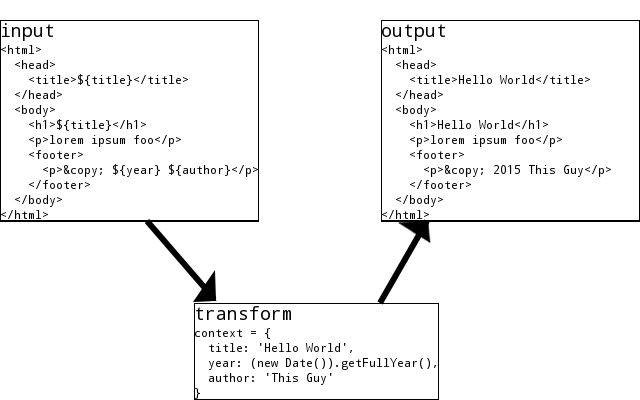 input
<html>
  <head>
    <title>${title}</title>
  </head>
  <body>
    <h1>${title}</h1>
    <p>lorem ipsum foo</p>
    <footer>
      <p>&copy; ${year} ${author}</p>
    </footer>
  </body>
</html>
output
<html>
  <head>
    <title>Hello World</title>
  </head>
  <body>
    <h1>Hello World</h1>
    <p>lorem ipsum foo</p>
    <footer>
      <p>&copy; 2015 This Guy</p>
    </footer>
  </body>
</html>
transform
context = {
  title: 'Hello World',
  year: (new Date()).getFullYear(),
  author: 'This Guy'
}